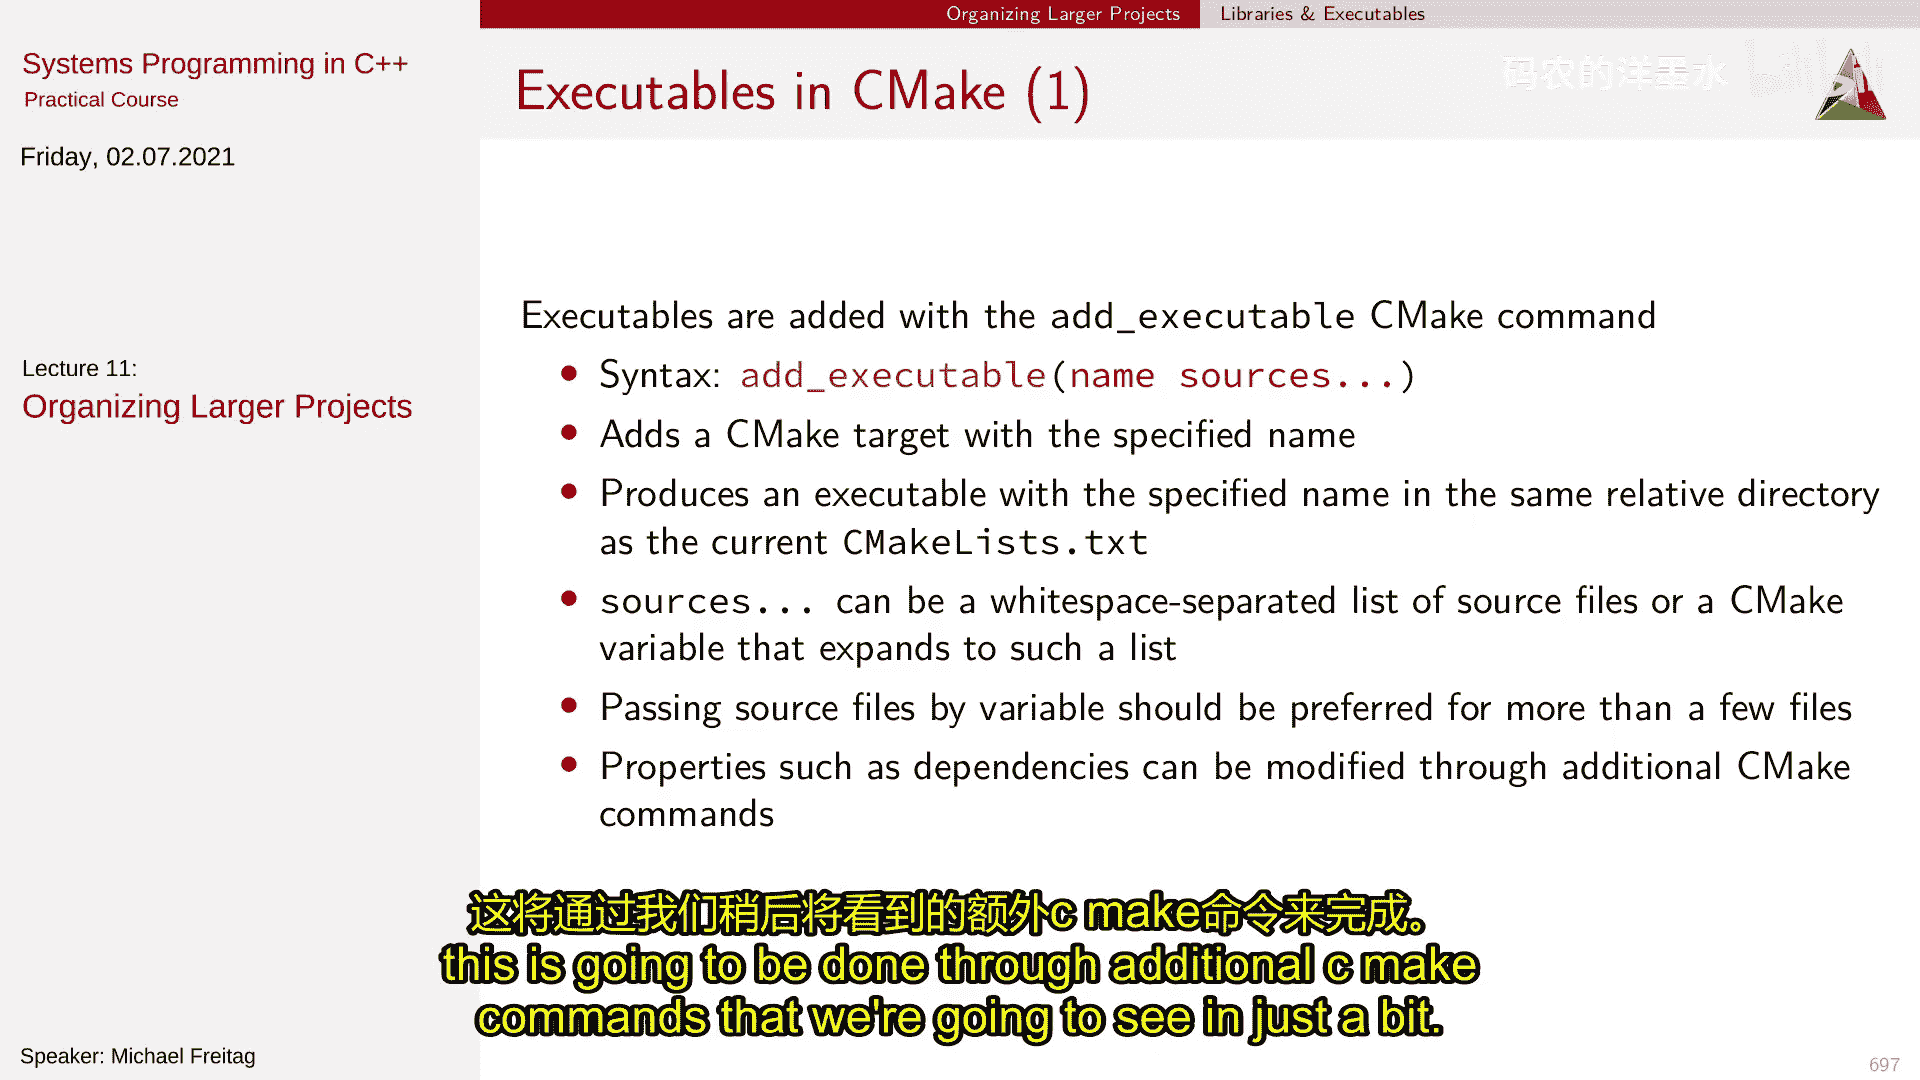 Organizing Larger Projects
Libraries & Executables
Systems Programming in C++
Practical Course
Friday, 02.07.2021
Executables in CMake (1)
码农的洋墨水
Lecture 11:
Organizing Larger Projects
Executables are added with the add_executable CMake command
• Syntax: add_executable(name sources...)
• Adds a CMake target with the specified name
• Produces an executable with the specified name in the same relative directory
as the current CMakeLists.txt
• sources... can be a whitespace-separated list of source files or a CMake
variable that expands to such a list
• Passing source files by variable should be preferred for more than a few files
• Properties such as dependencies can be modified through additional CMake
commands
这将通过我们稍后将看到的额外c make命令来完成。
this is going to be done through additional c make
commands that we're going to see in just a bit.
Speaker: Michael Freitag
697